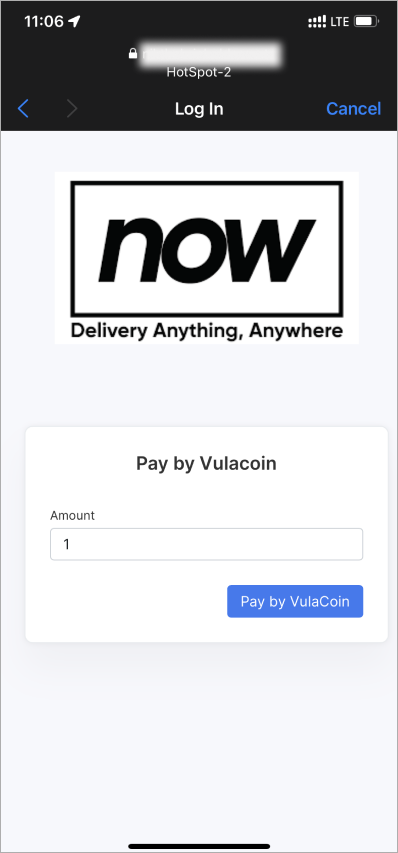 11:06
LTE
HotSpot-2
Log In
Cancel
now
Delivery Anything, Anywhere
Pay by Vulacoin
Amount
1
Pay by VulaCoin